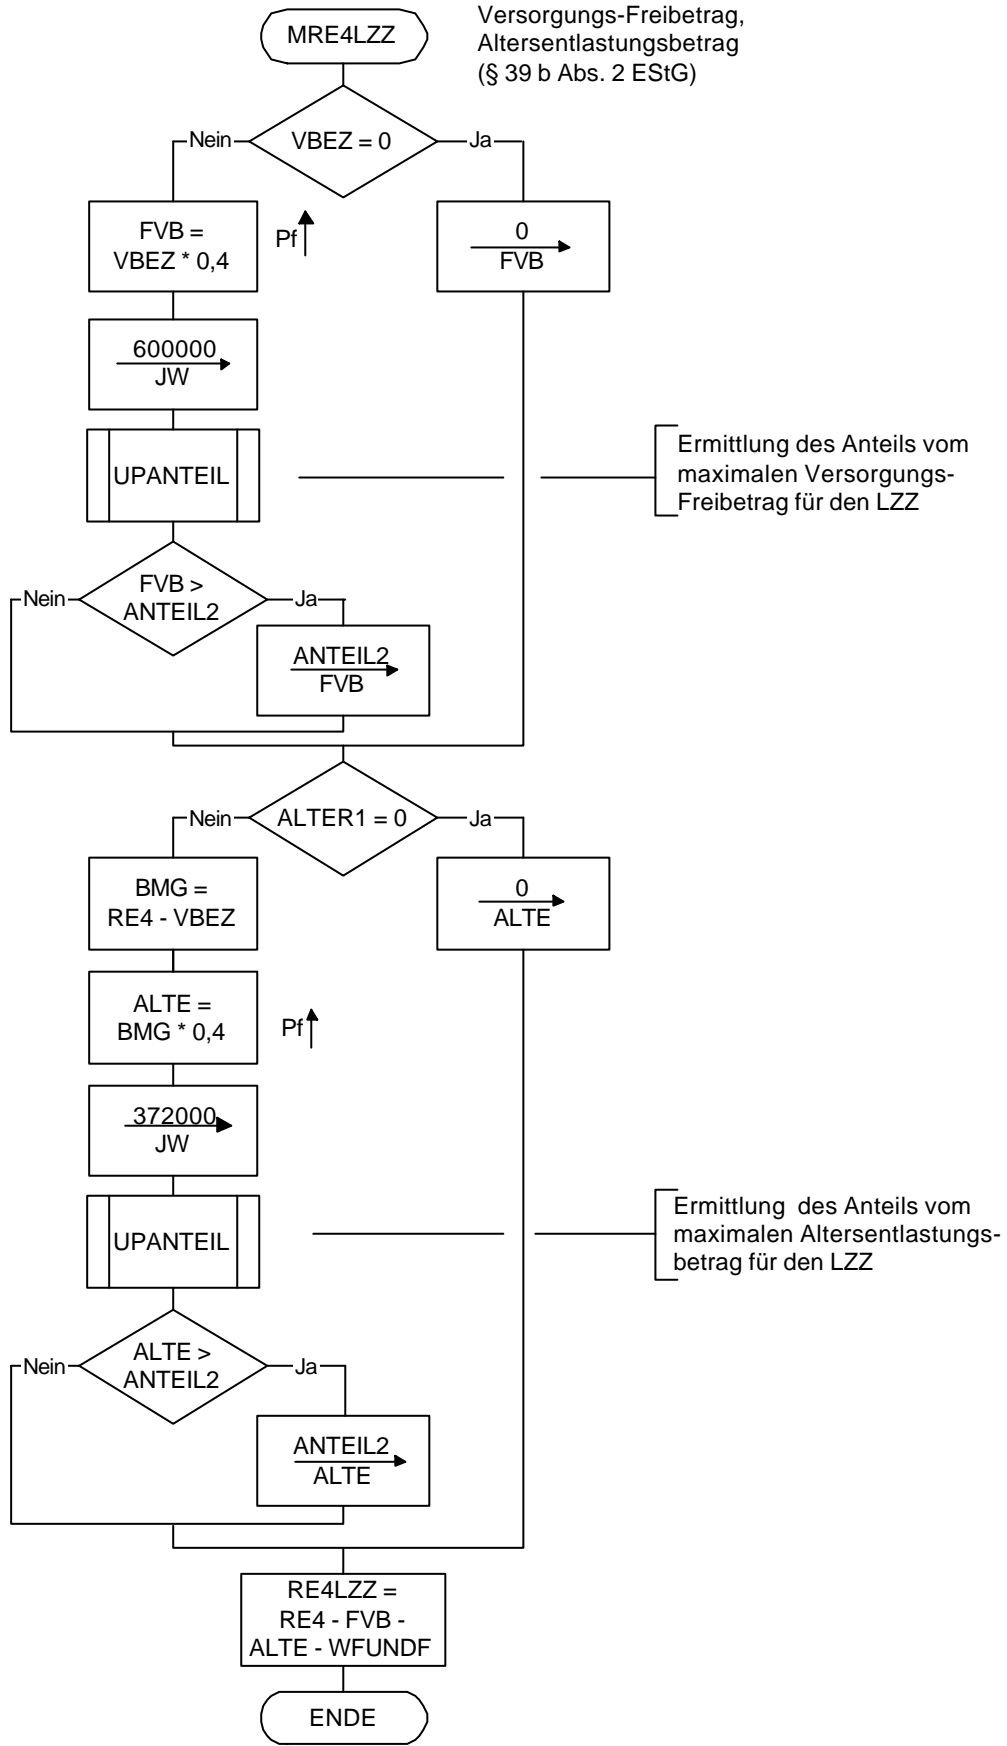 MRE4LZZ
Versorgungs-Freibetrag,
Altersentlastungsbetrag
(§ 39 b Abs. 2 EStG)
Nein
VBEZ = 0
Ja
FVB =
VBEZ * 0,4
Pf
0
FVB
600000
JW
UPANTEIL
Ermittlung des Anteils vom
maximalen Versorgungs-
Freibetrag für den LZZ
Nein
FVB >
ANTEIL2
Ja
ANTEIL2
FVB
Nein
ALTER1 = 0
Ja
BMG =
RE4 - VBEZ
0
ALTE
ALTE =
BMG * 0,4
Pf
372000
JW
UPANTEIL
Ermittlung des Anteils vom
maximalen Altersentlastungs-
betrag für den LZZ
Nein
ALTE >
ANTEIL2
Ja
ANTEIL2
ALTE
RE4LZZ =
RE4 - FVB -
ALTE - WFUNDF
ENDE